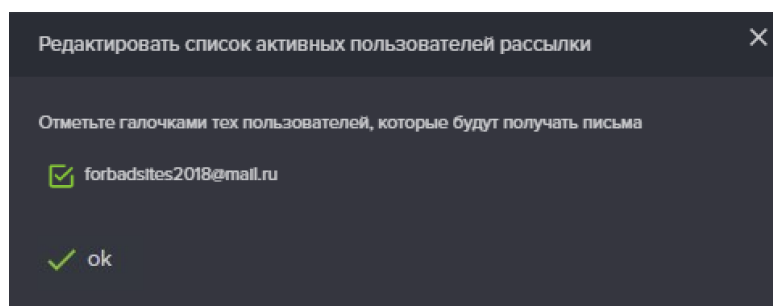 Редактировать список активных пользователей рассылки
Отметьте галочками тех пользователей, которые будут получать письма
forbadsites2018@mail.ru
ok